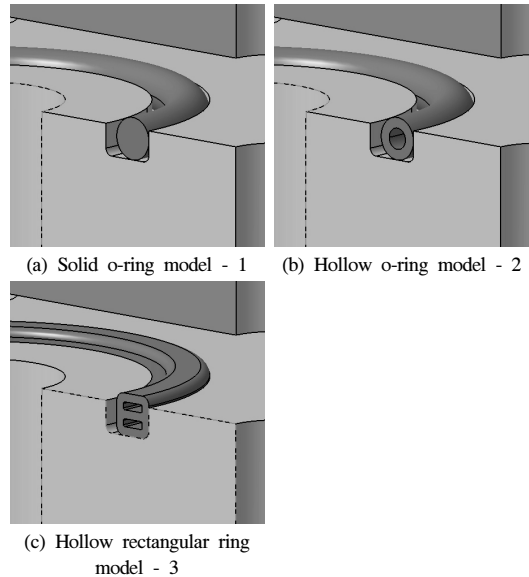 (a) Solid o-ring model - 1
(b) Hollow o-ring model - 2
(c) Hollow rectangular ring
model - 3